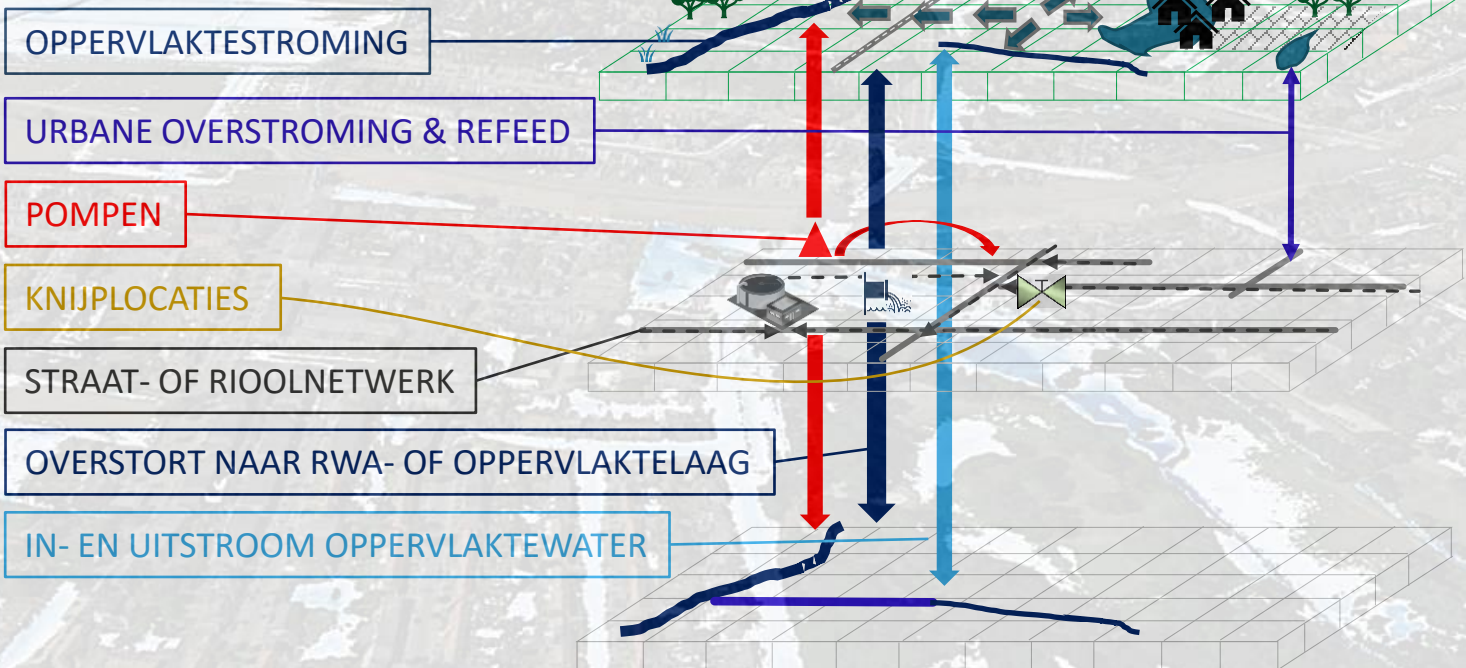 OPPERVLAKTESTROMING
URBANE OVERSTROMING & REFEED
POMPEN
KNIJPLOCATIES
STRAAT- OF RIOOLNETWERK
OVERSTORT NAAR RWA- OF OPPERVLAKTELAAG
IN- EN UITSTROOM OPPERVLAKTEWATER